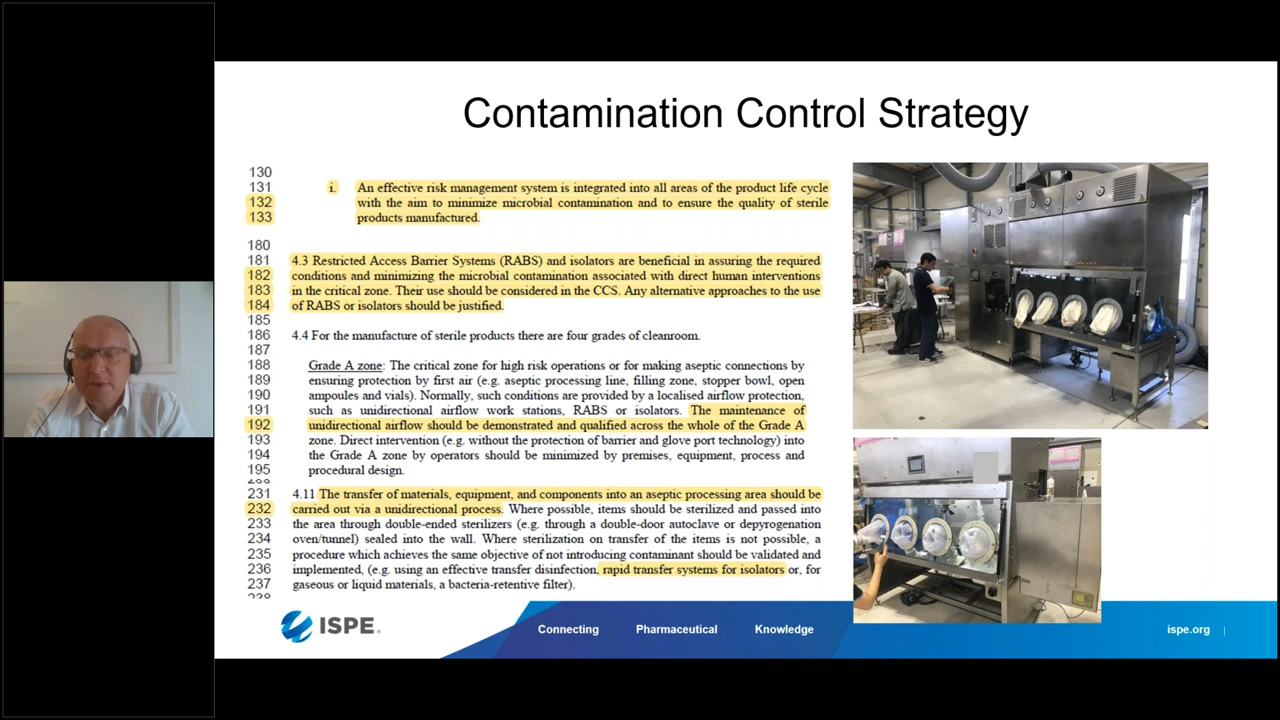 Contamination Control Strategy
130
131 i. An effective risk management system is integrated into all areas of the product life cycle
132 with the aim to minimize microbial contamination and to ensure the quality of sterile
133 products manufactured.
180
181 4.3 Restricted Access Barrier Systems (RABS) and isolators are beneficial in assuring the required
182 conditions and minimizing the microbial contamination associated with direct human interventions
183 in the critical zone. Their use should be considered in the CCS. Any alternative approaches to the use
184 of RABS or isolators should be justified.
185
186 4.4 For the manufacture of sterile products there are four grades of cleanroom.
187
188 Grade A zone: The critical zone for high risk operations or for making aseptic connections by
189 ensuring protection by first air (e.g. aseptic processing line, filling zone, stopper bowl, open
190 ampoules and vials). Normally, such conditions are provided by a localised airflow protection,
191 such as unidirectional airflow work stations, RABS or isolators. The maintenance of
192 unidirectional airflow should be demonstrated and qualified across the whole of the Grade A
193 zone. Direct intervention (e.g. without the protection of barrier and glove port technology) into
194 the Grade A zone by operators should be minimized by premises, equipment, process and
195 procedural design.
231 4.11 The transfer of materials, equipment, and components into an aseptic processing area should be
232 carried out via a unidirectional process. Where possible, items should be sterilized and passed into
233 the area through double-ended sterilizers (e.g. through a double-door autoclave or depyrogenation
234 oven/tunnel) sealed into the wall. Where sterilization on transfer of the items is not possible, a
235 procedure which achieves the same objective of not introducing contaminant should be validated and
236 implemented, (e.g. using an effective transfer disinfection, rapid transfer systems for isolators or, for
237 gaseous or liquid materials, a bacteria-retentive filter).
238
ISPE.
Connecting Pharmaceutical Knowledge
ispe.org |